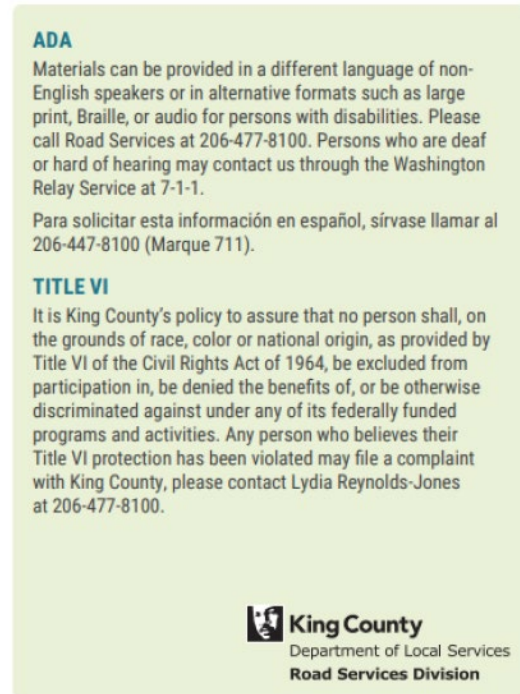 ADA
Materials can be provided in a different language of non-
English speakers or in alternative formats such as large
print, Braille, or audio for persons with disabilities. Please
call Road Services at 206-477-8100. Persons who are deaf
or hard of hearing may contact us through the Washington
Relay Service at 7-1-1.
Para solicitar esta información en español, sírvase llamar al
206-447-8100 (Marque 711).
TITLE VI
It is King County's policy to assure that no person shall, on
the grounds of race, color or national origin, as provided by
Title VI of the Civil Rights Act of 1964, be excluded from
participation in, be denied the benefits of, or be otherwise
discriminated against under any of its federally funded
programs and activities. Any person who believes their
Title VI protection has been violated may file a complaint
with King County, please contact Lydia Reynolds-Jones
at 206-477-8100.
King County
Department of Local Services
Road Services Division